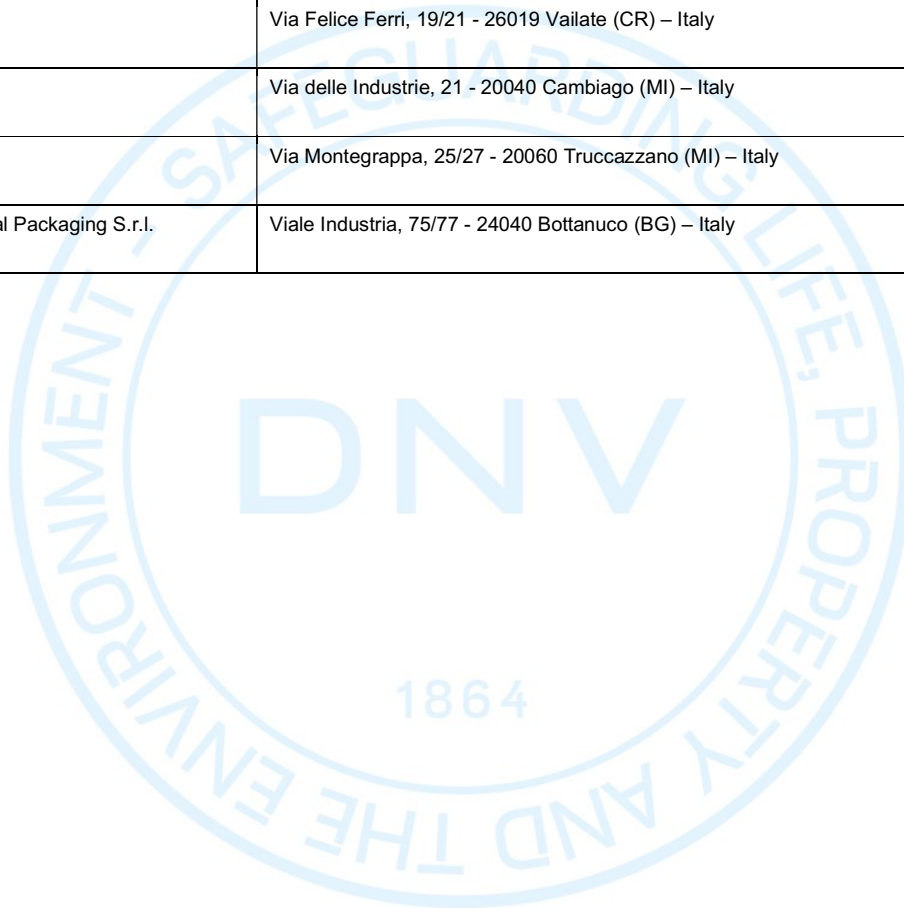 Via Felice Ferri, 19/21 - 26019 Vailate (CR) – Italy
Via delle Industrie, 21 - 20040 Cambiago (MI) – Italy
Via Montegrappa, 25/27 - 20060 Truccazzano (MI) – Italy
Packaging S.r.l. Viale Industria, 75/77 - 24040 Bottanuco (BG) – Italy
SAFEGUARDING LIFE, PROPERTY AND THE ENVIRONMENT -
DNV
1864